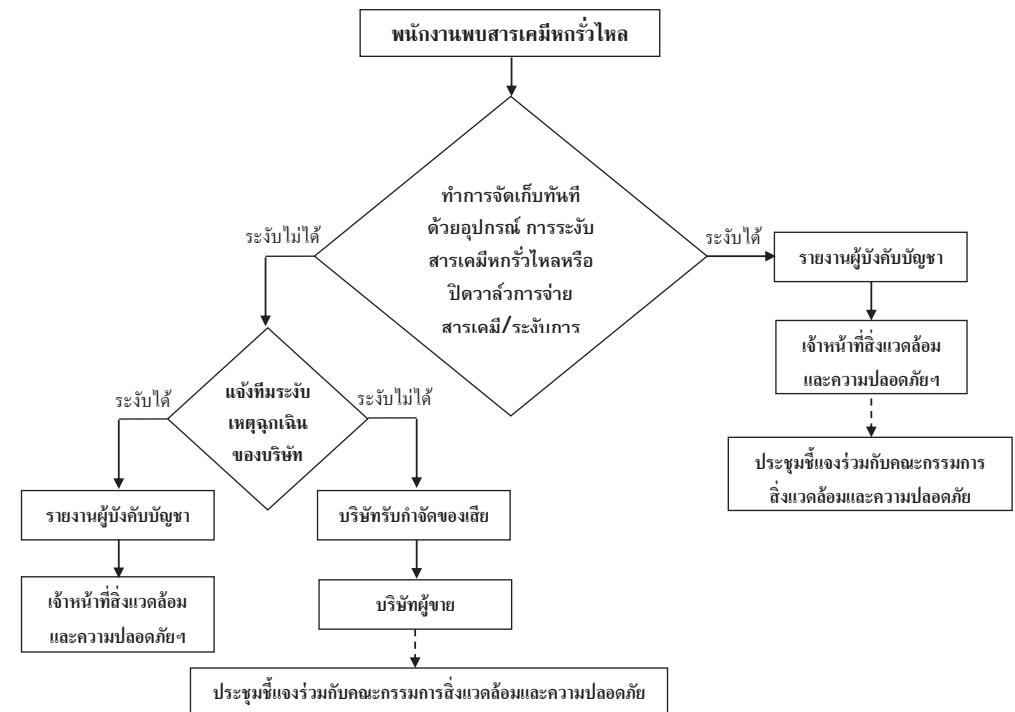 พนักงานพบสารเคมีหกรั่วไหล
ทำการจัดเก็บทันที
ด้วยอุปกรณ์ การระงับ
สารเคมีหกรั่วไหลหรือ
ปิดวาล์วการจ่าย
สารเคมี/ระงับการ
ระงับไม่ได้
ระงับได้
รายงานผู้บังคับบัญชา
เจ้าหน้าที่สิ่งแวดล้อม
และความปลอดภัยฯ
ประชุมชี้แจงร่วมกับคณะกรรมการ
สิ่งแวดล้อมและความปลอดภัย
แจ้งทีมระงับ
เหตุฉุกเฉิน
ของบริษัท
ระงับได้
ระงับไม่ได้
รายงานผู้บังคับบัญชา
เจ้าหน้าที่สิ่งแวดล้อม
และความปลอดภัยฯ
บริษัทรับกำจัดของเสีย
บริษัทผู้ขาย
ประชุมชี้แจงร่วมกับคณะกรรมการสิ่งแวดล้อมและความปลอดภัย